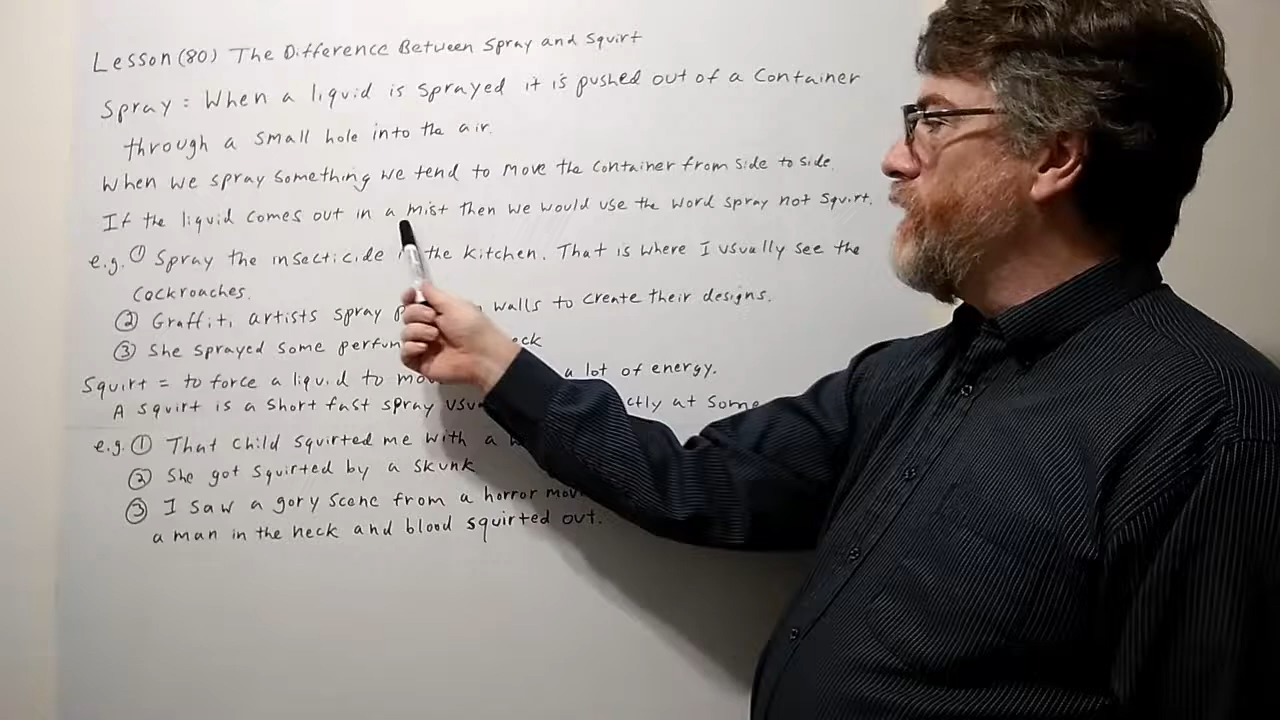 Lesson (80) The Difference Between Spray and Squirt
Spray: When a liquid is sprayed it is pushed out of a Container
through a small hole into the air.
When we spray something we tend to move the container from side to side.
If the liquid comes out in a mist then we would use the word spray not Squirt.
e.g. ① Spray the insecticide the kitchen. That is where I usually see the
Cockroaches.
② Graffiti artists spray walls to create their designs.
③ She sprayed some
Squirt = to force a liquid to a lot of energy.
A squirt is a short fast spray at some
e.g. ① That child squirted me with a
② She got squirted by a skunk
③ I saw a gory scene from a horror
a man in the neck and blood squirted out.